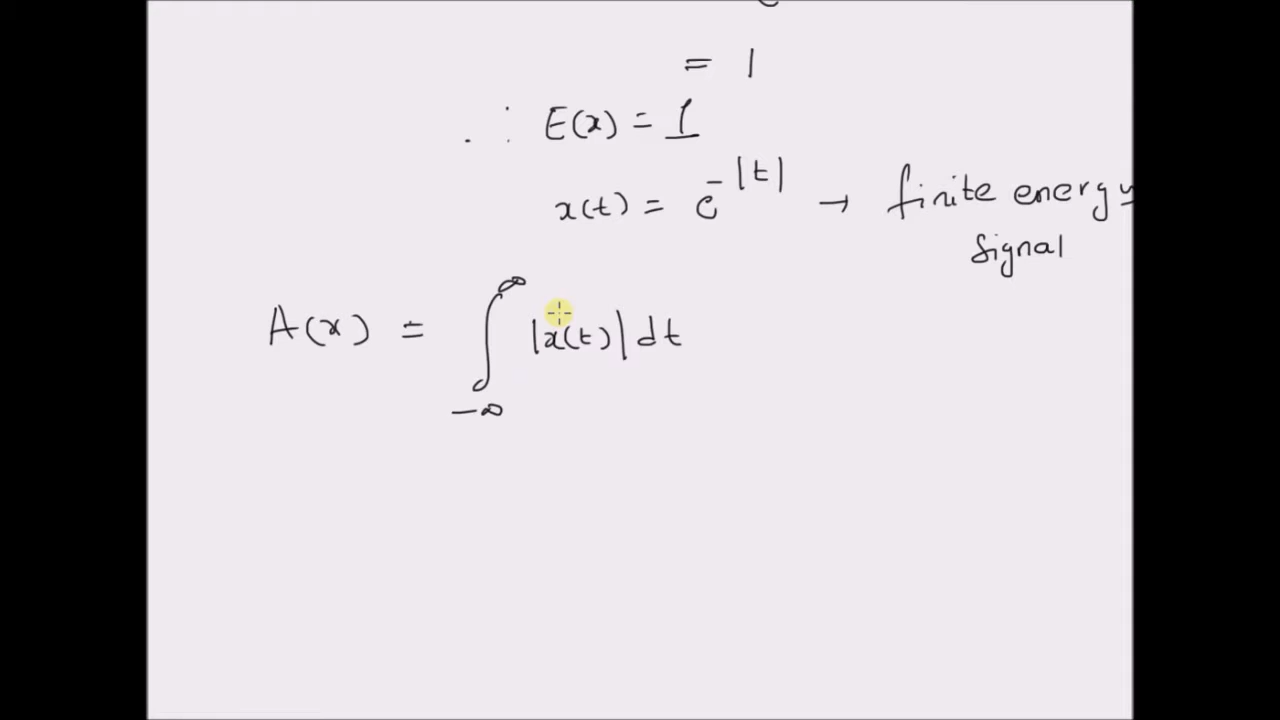 = 1
∴ E(x) = 1
x(t) = e^-|t| → finite energy
signal
A(x) = ∫_{-∞}^{∞} |x(t)| dt